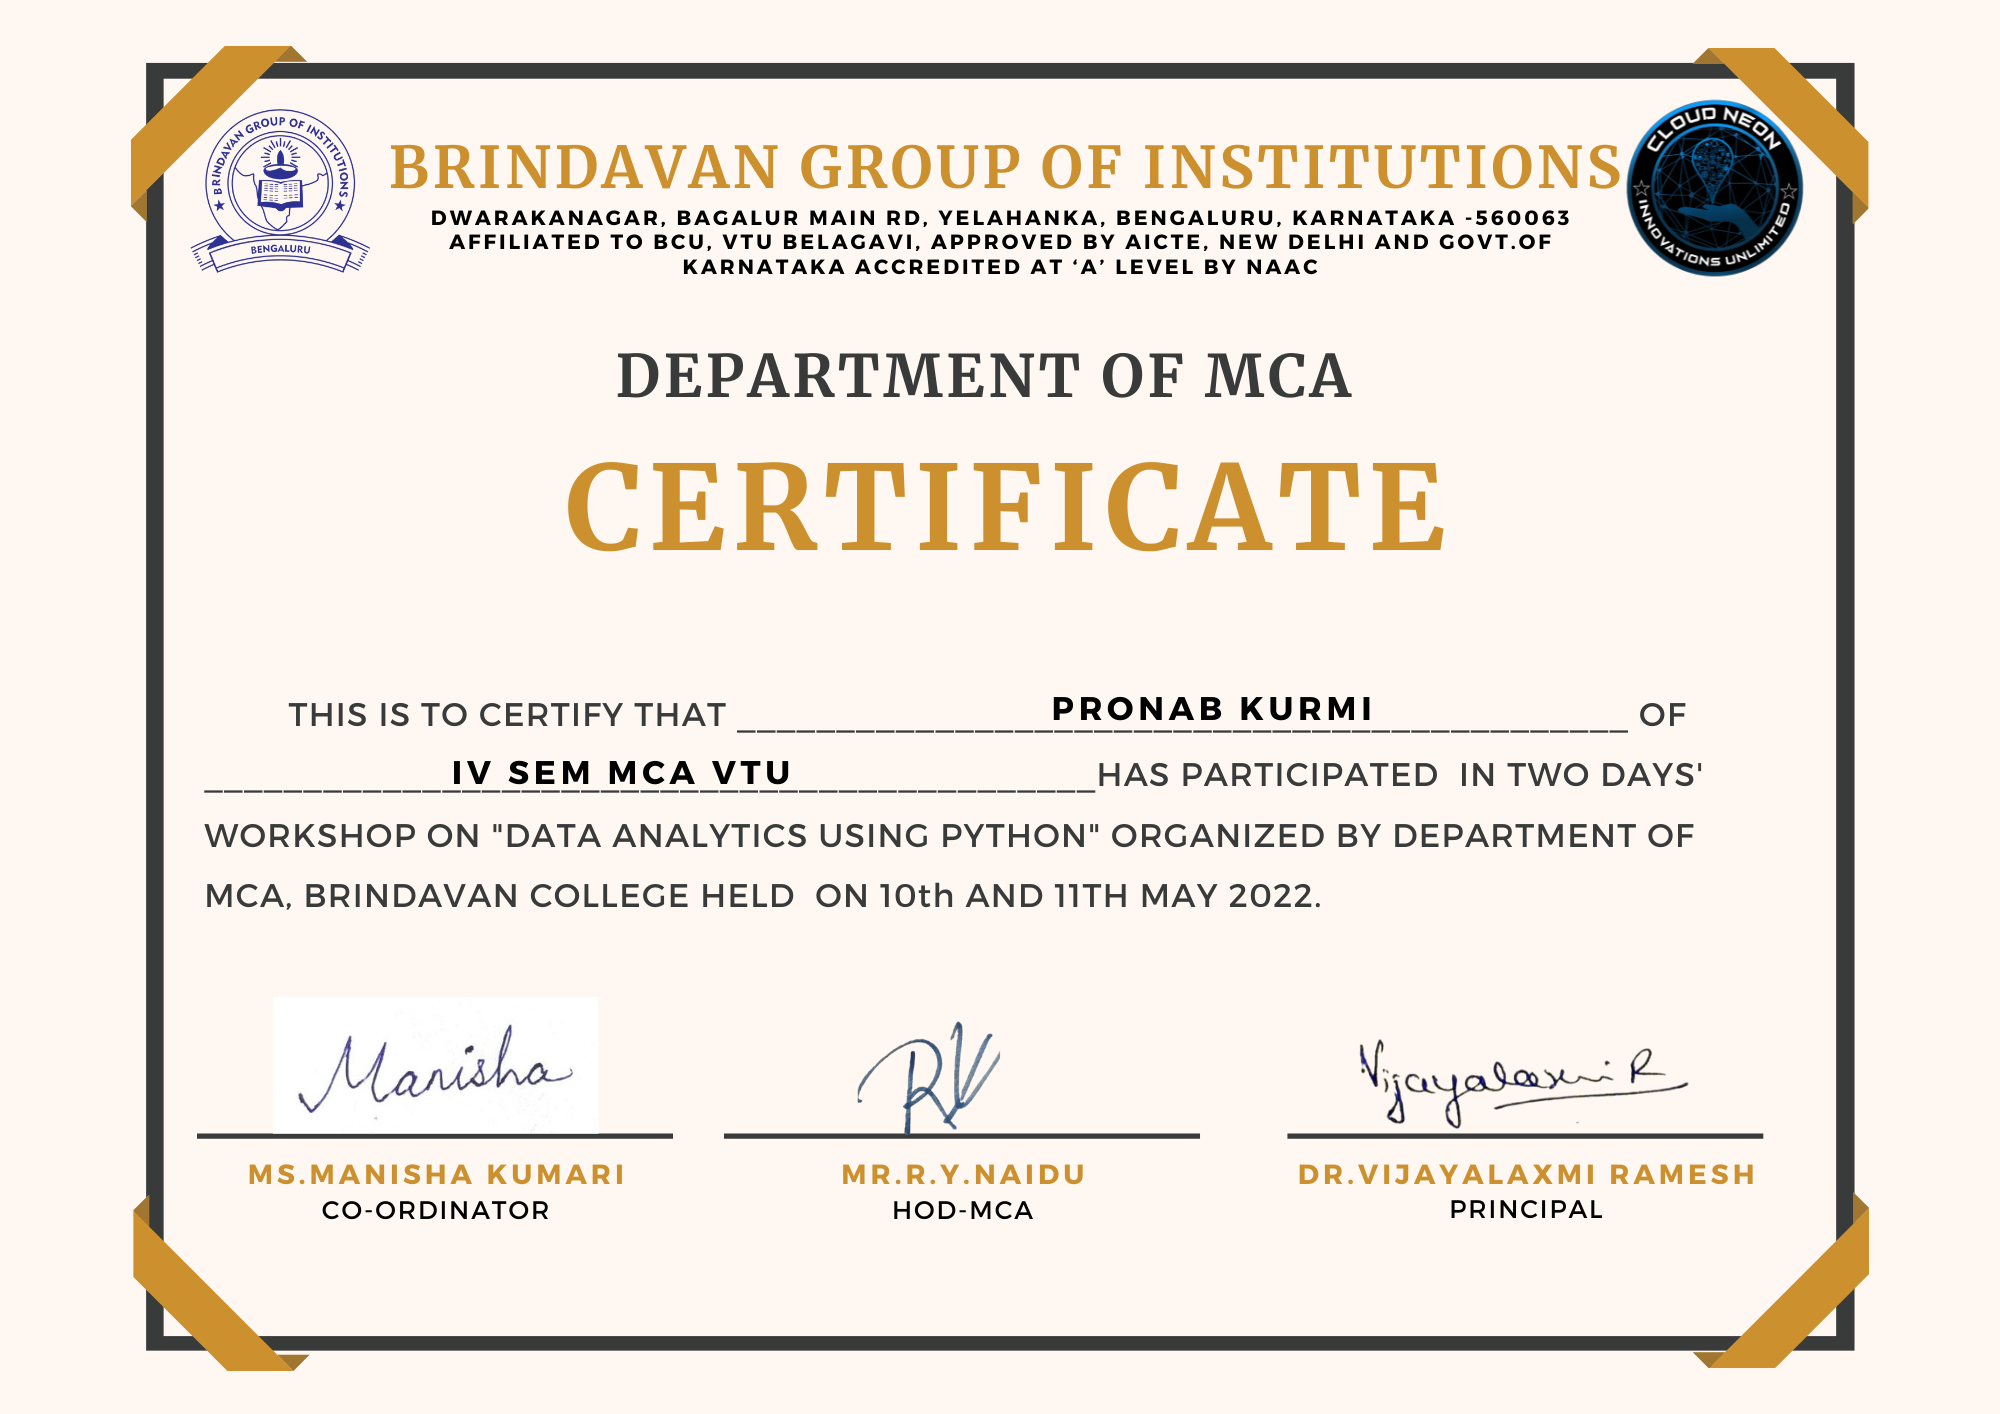 BRINDAVAN GROUP OF INSTITUTIONS
BENGALURU
BRINDAVAN GROUP OF INSTITUTIONS
CLOUD NEON
INNOVATIONS UNLIMITED
DWARAKANAGAR, BAGALUR MAIN RD, YELAHANKA, BENGALURU, KARNATAKA -560063
AFFILIATED TO BCU, VTU BELAGAVI, APPROVED BY AICTE, NEW DELHI AND GOVT.OF
KARNATAKA ACCREDITED AT ‘A’ LEVEL BY NAAC
DEPARTMENT OF MCA
CERTIFICATE
THIS IS TO CERTIFY THAT PRONAB KURMI OF
IV SEM MCA VTU HAS PARTICIPATED IN TWO DAYS'
WORKSHOP ON "DATA ANALYTICS USING PYTHON" ORGANIZED BY DEPARTMENT OF
MCA, BRINDAVAN COLLEGE HELD ON 10th AND 11TH MAY 2022.
Manisha
RV
Vijayalaxmi R
MS.MANISHA KUMARI
CO-ORDINATOR
MR.R.Y.NAIDU
HOD-MCA
DR.VIJAYALAXMI RAMESH
PRINCIPAL